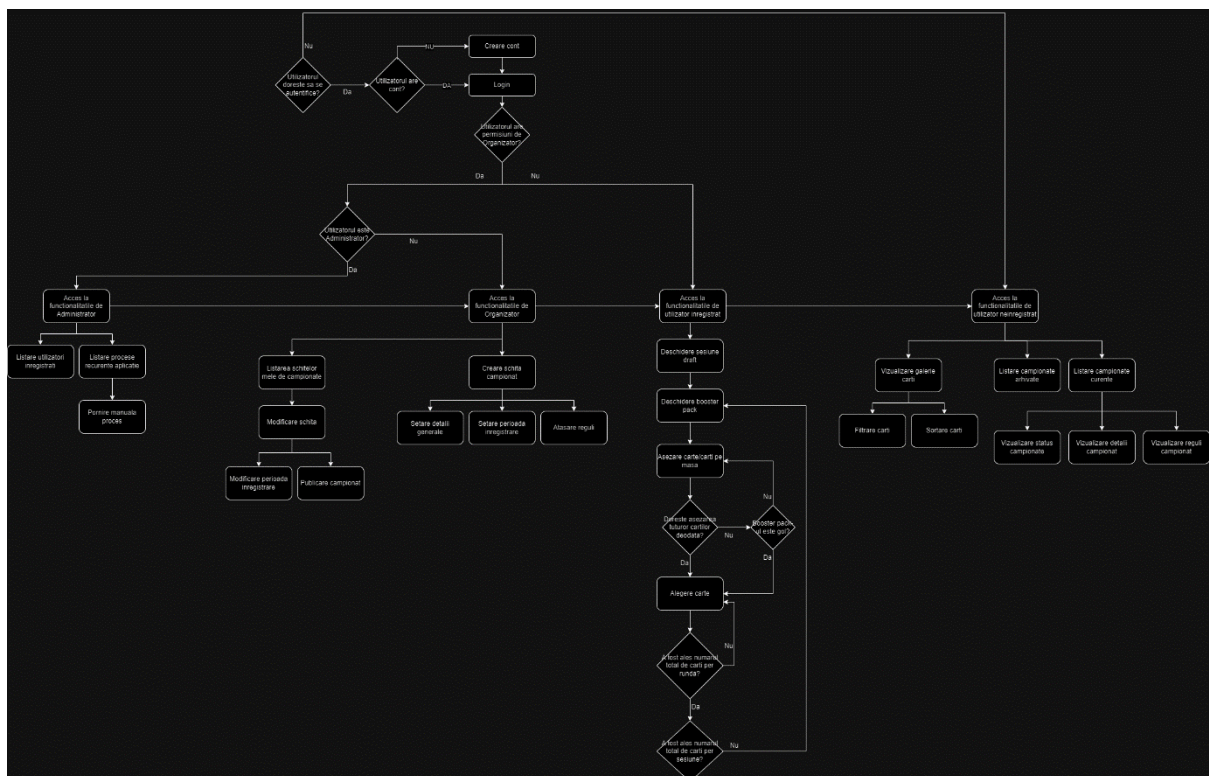 Nu
Creare cont
NU
Utilizatorul
doreste sa se
autentifice?
Da
Utilizatorul are
cont?
DA
Login
Utilizatorul are
permisiuni de
Organizator?
Da
Nu
Utilizatorul este
Administrator?
Nu
Da
Acces la
functionalitatile de
Administrator
Acces la
functionalitatile de
Organizator
Acces la
functionalitatile de
utilizator inregistrat
Acces la
functionalitatile de
utilizator neinregistrat
Listare utilizatori
inregistrati
Listare procese
recurente aplicatie
Pornire manuala
proces
Listarea schitelor
mele de campionate
Creare schita
campionat
Modificare schita
Setare detalii
generale
Setare perioada
inregistrare
Atasare reguli
Modificare perioada
inregistrare
Publicare campionat
Deschidere sesiune
draft
Deschidere booster
pack
Asezare carte/carti pe
masa
Doreste asezarea
tuturor cartilor
deodata?
Nu
Nu
Booster pack-
ul este gol?
Da
Da
Alegere carte
Nu
A fost ales numarul
total de carti per
runda?
Da
A fost ales numarul
total de carti per
sesiune?
Nu
Vizualizare galerie
carti
Listare campionate
arhivate
Listare campionate
curente
Filtrare carti
Sortare carti
Vizualizare status
campionate
Vizualizare detalii
campionat
Vizualizare reguli
campionat